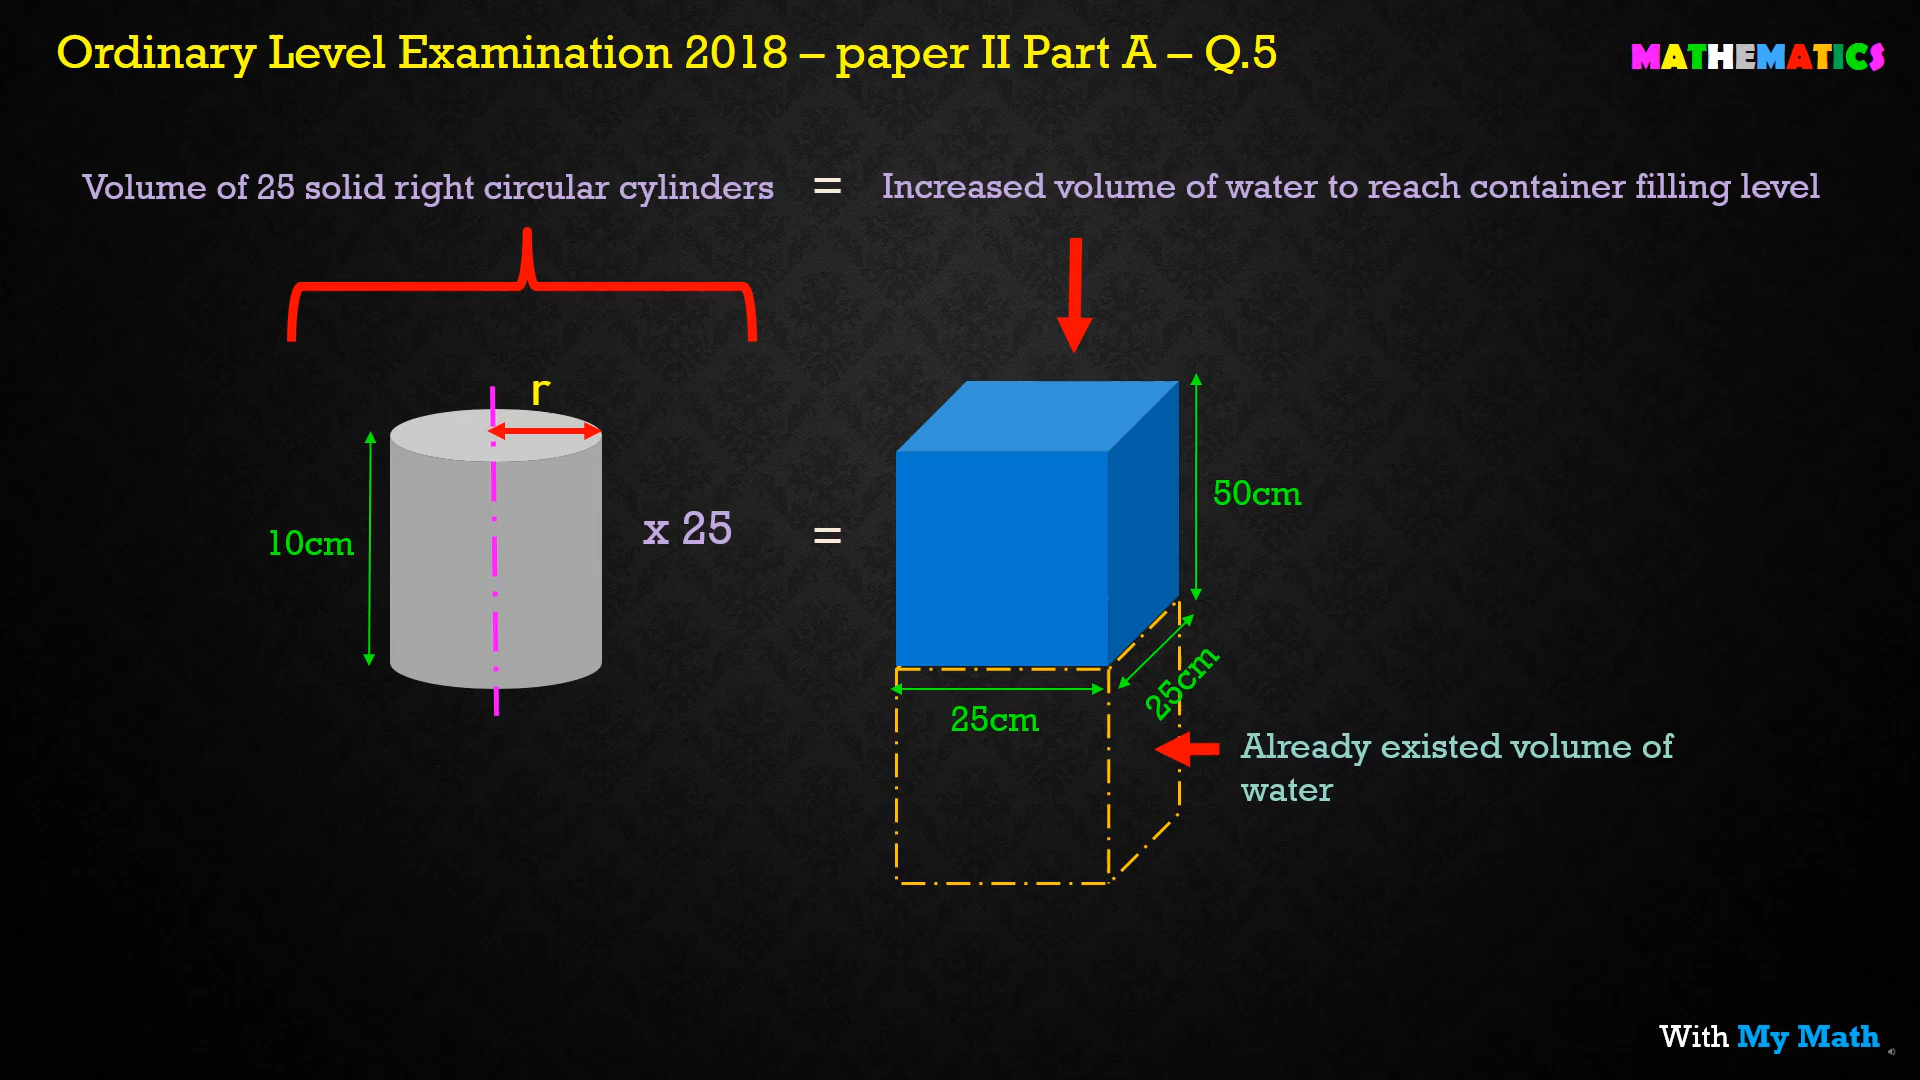 Ordinary Level Examination 2018 – paper II Part A – Q.5
MATHEMATICS
Volume of 25 solid right circular cylinders = Increased volume of water to reach container filling level
r
10cm
x 25
=
50cm
25cm
25cm
Already existed volume of
water
With My Math